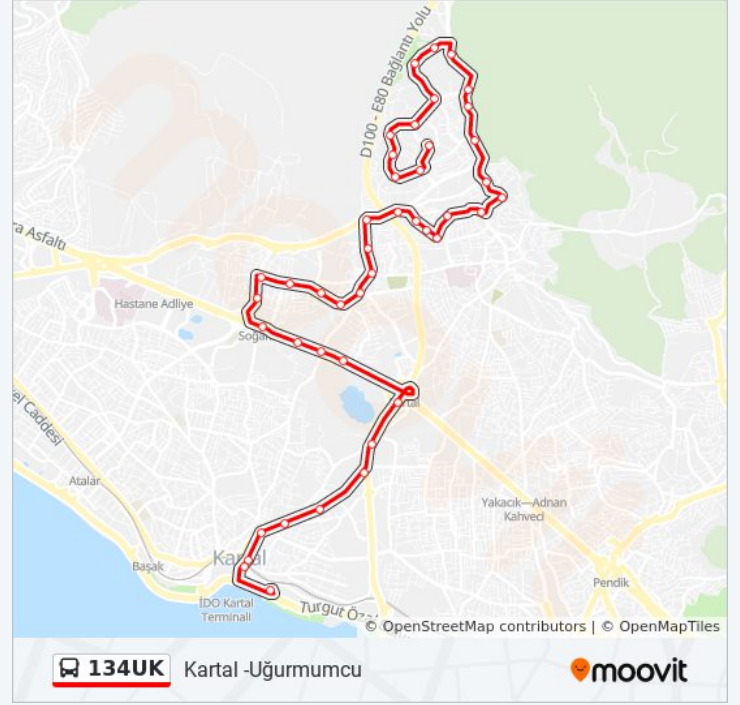 D100 - E80 Bağlantı Yolu
ra Asfaltı
Hastane Adliye
Soğan
el Caddesi
Atalar
Yakacık—Adnan
Kahveci
Kartal
Başak
Pendik
İDO Kartal
Terminali
Turgut Öza
© OpenStreetMap contributors | © OpenMapTiles
134UK Kartal -Uğurmumcu
moovit